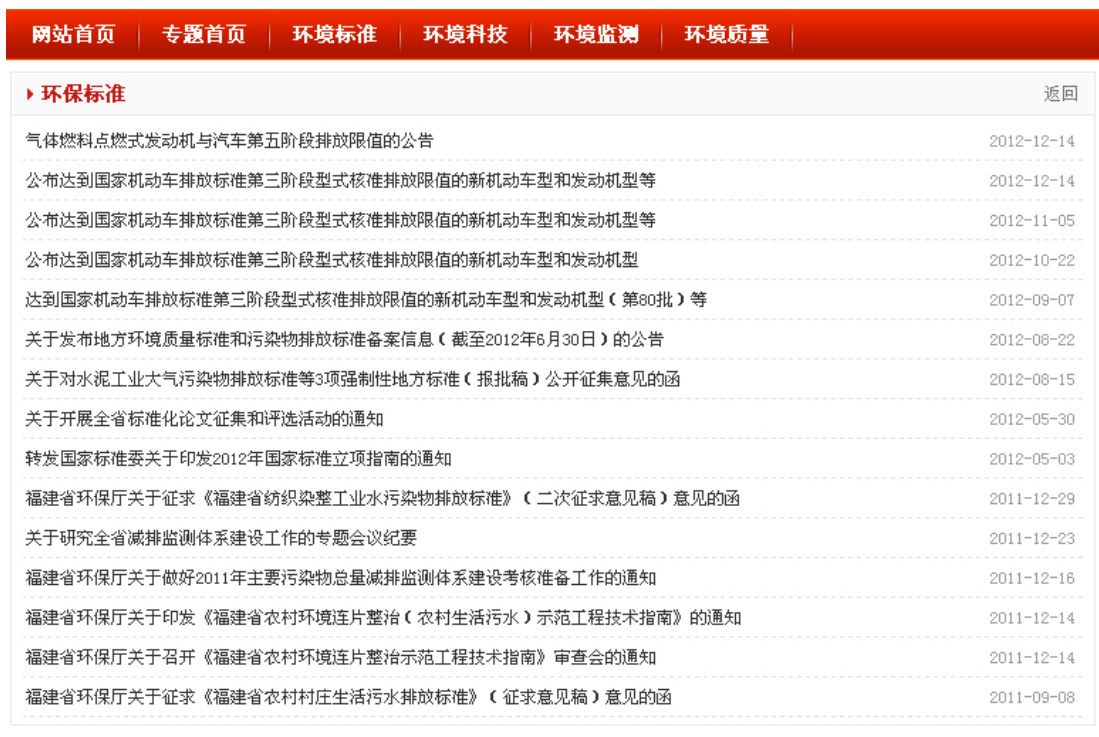 网站首页 专题首页 环境标准 环境科技 环境监测 环境质量
环保标准 返回
气体燃料点燃式发动机与汽车第五阶段排放限值的公告 2012-12-14
公布达到国家机动车排放标准第三阶段型式核准排放限值的新机动车型和发动机型等 2012-12-14
公布达到国家机动车排放标准第三阶段型式核准排放限值的新机动车型和发动机型等 2012-11-05
公布达到国家机动车排放标准第三阶段型式核准排放限值的新机动车型和发动机型 2012-10-22
达到国家机动车排放标准第三阶段型式核准排放限值的新机动车型和发动机型（第80批）等 2012-09-07
关于发布地方环境质量标准和污染物排放标准备案信息（截至2012年6月30日）的公告 2012-08-22
关于对水泥工业大气污染物排放标准等3项强制性地方标准（报批稿）公开征集意见的函 2012-08-15
关于开展全省标准化论文征集和评选活动的通知 2012-05-30
转发国家标准委关于印发2012年国家标准立项指南的通知 2012-05-03
福建省环保厅关于征求《福建省纺织染整工业水污染物排放标准》（二次征求意见稿）意见的函 2011-12-29
关于研究全省减排监测体系建设工作的专题会议纪要 2011-12-23
福建省环保厅关于做好2011年主要污染物总量减排监测体系建设考核准备工作的通知 2011-12-16
福建省环保厅关于印发《福建省农村环境连片整治（农村生活污水）示范工程技术指南》的通知 2011-12-14
福建省环保厅关于召开《福建省农村环境连片整治示范工程技术指南》审查会的通知 2011-12-14
福建省环保厅关于征求《福建省农村村庄生活污水排放标准》（征求意见稿）意见的函 2011-09-08